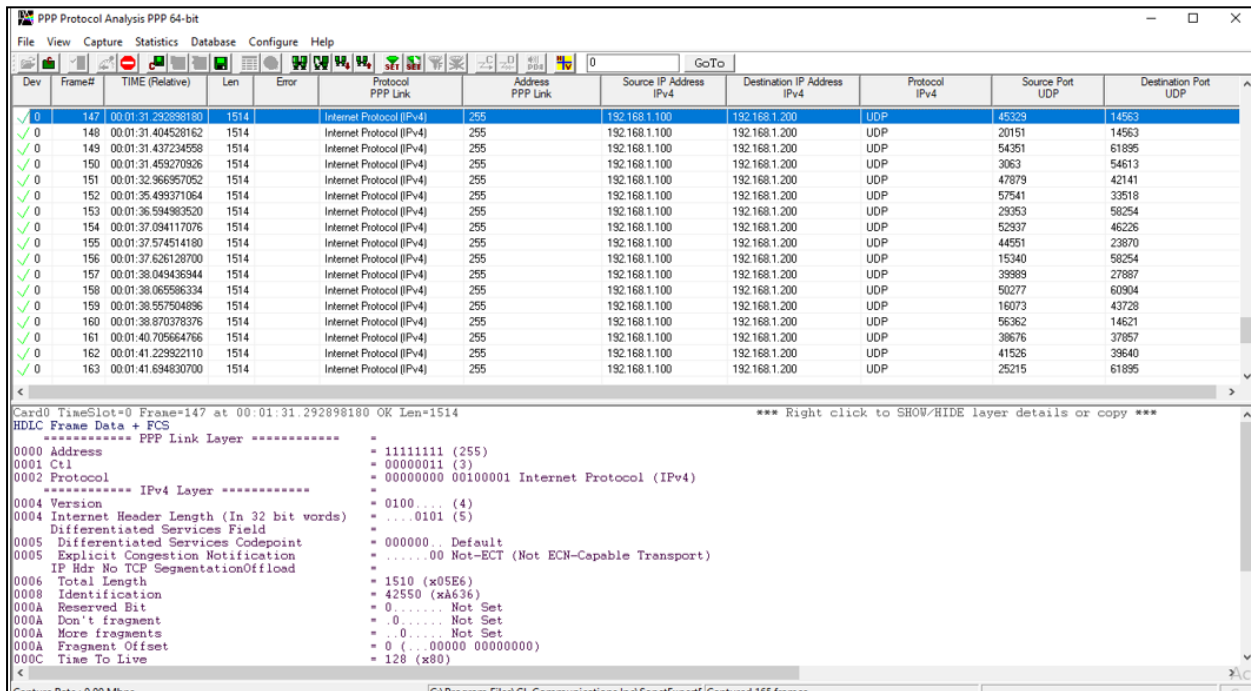 PPP Protocol Analysis PPP 64-bit
File View Capture Statistics Database Configure Help
SET SET PDE 0 GoTo
Dev Frame# TIME (Relative) Len Error Protocol PPP Link Address PPP Link Source IP Address IPv4 Destination IP Address IPv4 Protocol IPv4 Source Port UDP Destination Port UDP
0 147 00:01:31.292898180 1514 Internet Protocol (IPv4) 255 192.168.1.100 192.168.1.200 UDP 45329 14563
0 148 00:01:31.404528162 1514 Internet Protocol (IPv4) 255 192.168.1.100 192.168.1.200 UDP 20151 14563
0 149 00:01:31.437234558 1514 Internet Protocol (IPv4) 255 192.168.1.100 192.168.1.200 UDP 54351 61895
0 150 00:01:31.459270926 1514 Internet Protocol (IPv4) 255 192.168.1.100 192.168.1.200 UDP 3063 54613
0 151 00:01:32.966957052 1514 Internet Protocol (IPv4) 255 192.168.1.100 192.168.1.200 UDP 47879 42141
0 152 00:01:35.499371064 1514 Internet Protocol (IPv4) 255 192.168.1.100 192.168.1.200 UDP 57541 33518
0 153 00:01:36.594983520 1514 Internet Protocol (IPv4) 255 192.168.1.100 192.168.1.200 UDP 29353 58254
0 154 00:01:37.094117076 1514 Internet Protocol (IPv4) 255 192.168.1.100 192.168.1.200 UDP 52937 46226
0 155 00:01:37.574514180 1514 Internet Protocol (IPv4) 255 192.168.1.100 192.168.1.200 UDP 44551 23870
0 156 00:01:37.626128700 1514 Internet Protocol (IPv4) 255 192.168.1.100 192.168.1.200 UDP 15340 58254
0 157 00:01:38.049436944 1514 Internet Protocol (IPv4) 255 192.168.1.100 192.168.1.200 UDP 39989 27887
0 158 00:01:38.065586334 1514 Internet Protocol (IPv4) 255 192.168.1.100 192.168.1.200 UDP 50277 60904
0 159 00:01:38.557504896 1514 Internet Protocol (IPv4) 255 192.168.1.100 192.168.1.200 UDP 16073 43728
0 160 00:01:38.870378376 1514 Internet Protocol (IPv4) 255 192.168.1.100 192.168.1.200 UDP 56362 14621
0 161 00:01:40.705664766 1514 Internet Protocol (IPv4) 255 192.168.1.100 192.168.1.200 UDP 38676 37857
0 162 00:01:41.229922110 1514 Internet Protocol (IPv4) 255 192.168.1.100 192.168.1.200 UDP 41526 39640
0 163 00:01:41.694830700 1514 Internet Protocol (IPv4) 255 192.168.1.100 192.168.1.200 UDP 25215 61895
Card0 TimeSlot=0 Frame=147 at 00:01:31.292898180 OK Len=1514 *** Right click to SHOW/HIDE layer details or copy ***
HDLC Frame Data + FCS
============ PPP Link Layer ============ =
0000 Address = 11111111 (255)
0001 Ctl = 00000011 (3)
0002 Protocol = 00000000 00100001 Internet Protocol (IPv4)
============ IPv4 Layer ============ =
0004 Version = 0100.... (4)
0004 Internet Header Length (In 32 bit words) = ....0101 (5)
Differentiated Services Field =
0005 Differentiated Services Codepoint = 000000.. Default
0005 Explicit Congestion Notification = ......00 Not-ECT (Not ECN-Capable Transport)
IP Hdr No TCP SegmentationOffload =
0006 Total Length = 1510 (x05E6)
0008 Identification = 42550 (xA636)
000A Reserved Bit = 0....... Not Set
000A Don't fragment = .0...... Not Set
000A More fragments = ..0..... Not Set
000A Fragment Offset = 0 (...00000 00000000)
000C Time To Live = 128 (x80)